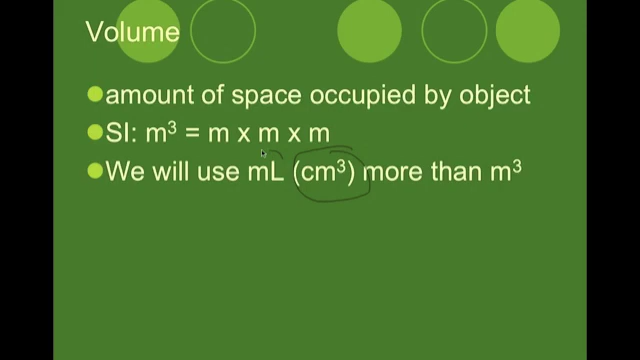 Volume
amount of space occupied by object
SI: m³ = m x m x m
We will use mL (cm³) more than m³